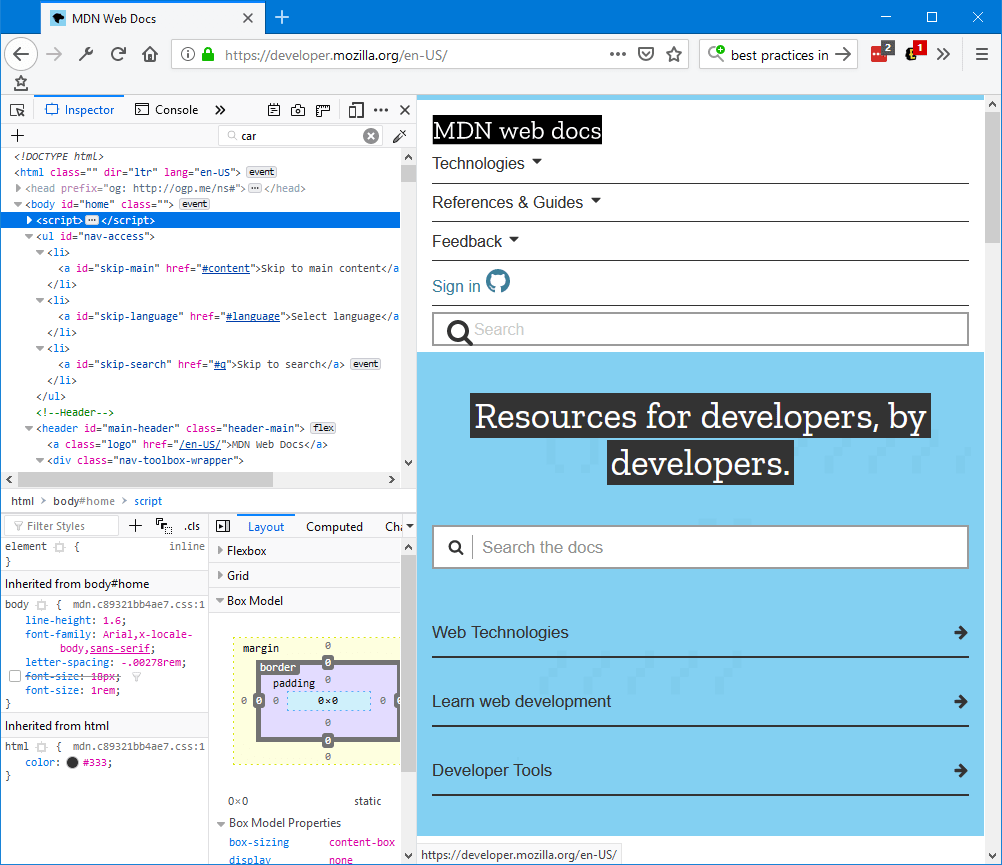 MDN Web Docs
https://developer.mozilla.org/en-US/
best practices in
2
1
Inspector
Console
car
<!DOCTYPE html>
<html class="" dir="ltr" lang="en-US"> event
<head prefix="og: http://ogp.me/ns#"> ··· </head>
<body id="home" class=""> event
<script> ··· </script>
<ul id="nav-access">
<li>
<a id="skip-main" href="#content">Skip to main content</a
</li>
<li>
<a id="skip-language" href="#language">Select language</a
</li>
<li>
<a id="skip-search" href="#q">Skip to search</a> event
</li>
</ul>
<!--Header-->
<header id="main-header" class="header-main"> flex
<a class="logo" href="/en-US/">MDN Web Docs</a>
<div class="nav-toolbox-wrapper">
html > body#home > script
Filter Styles
.cls
element { inline
}
Inherited from body#home
body { mdn.c89321bb4ae7.css:1
line-height: 1.6;
font-family: Arial,x-locale-
body,sans-serif;
letter-spacing: -.00278rem;
font-size: 18px;
font-size: 1rem;
}
Inherited from html
html { mdn.c89321bb4ae7.css:1
color: #333;
}
Layout
Computed
Ch
Flexbox
Grid
Box Model
margin
0
border
0
padding
0
0
0
0
0×0
0
0
0
0
0
0×0
static
Box Model Properties
box-sizing content-box
display none
MDN web docs
Technologies
References & Guides
Feedback
Sign in
Search
Resources for developers, by
developers.
Search the docs
Web Technologies
Learn web development
Developer Tools
https://developer.mozilla.org/en-US/